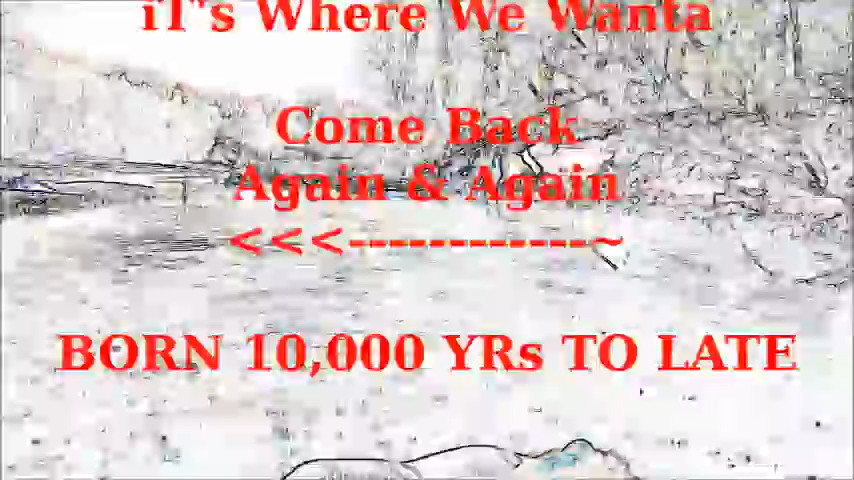 iT's Where We Wanta
Come Back
Again & Again
<<<------------~
BORN 10,000 YRs TO LATE